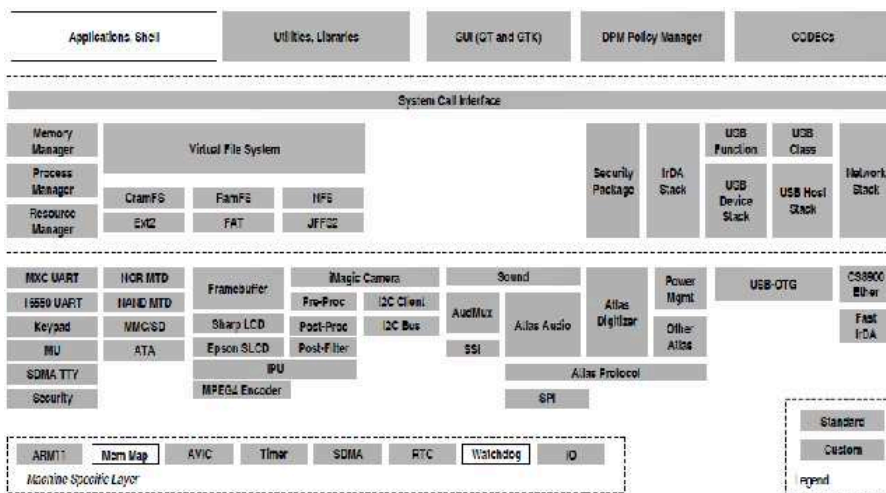 Applications, Shell
Utilities, Libraries
GUI (QT and GTK)
DPM Policy Manager
CODECs
System Call Interface
Memory
Manager
Process
Manager
Resource
Manager
Virtual File System
CramFS
RamFS
NFS
Ext2
FAT
JFFS2
Security
Package
IrDA
Stack
USB
Function
USB
Device
Stack
USB
Class
USB Host
Stack
Network
Stack
MXC UART
16550 UART
Keypad
MU
SDMA TTY
Security
NOR MTD
NAND MTD
MMC/SD
ATA
Framebuffer
Sharp LCD
Epson SLCD
IPU
MPEG4 Encoder
iMagic Camera
Pre-Proc
Post-Proc
Post-Filter
I2C Client
I2C Bus
Sound
AudMux
SSI
Atlas Audio
Atlas
Digitizer
Power
Mgmt
Other
Atlas
Atlas Protocol
SPI
USB-OTG
CS8900
Ether
Fast
IrDA
ARM11
Mem Map
AVIC
Timer
SDMA
RTC
Watchdog
IO
Machine Specific Layer
Standard
Custom
Legend